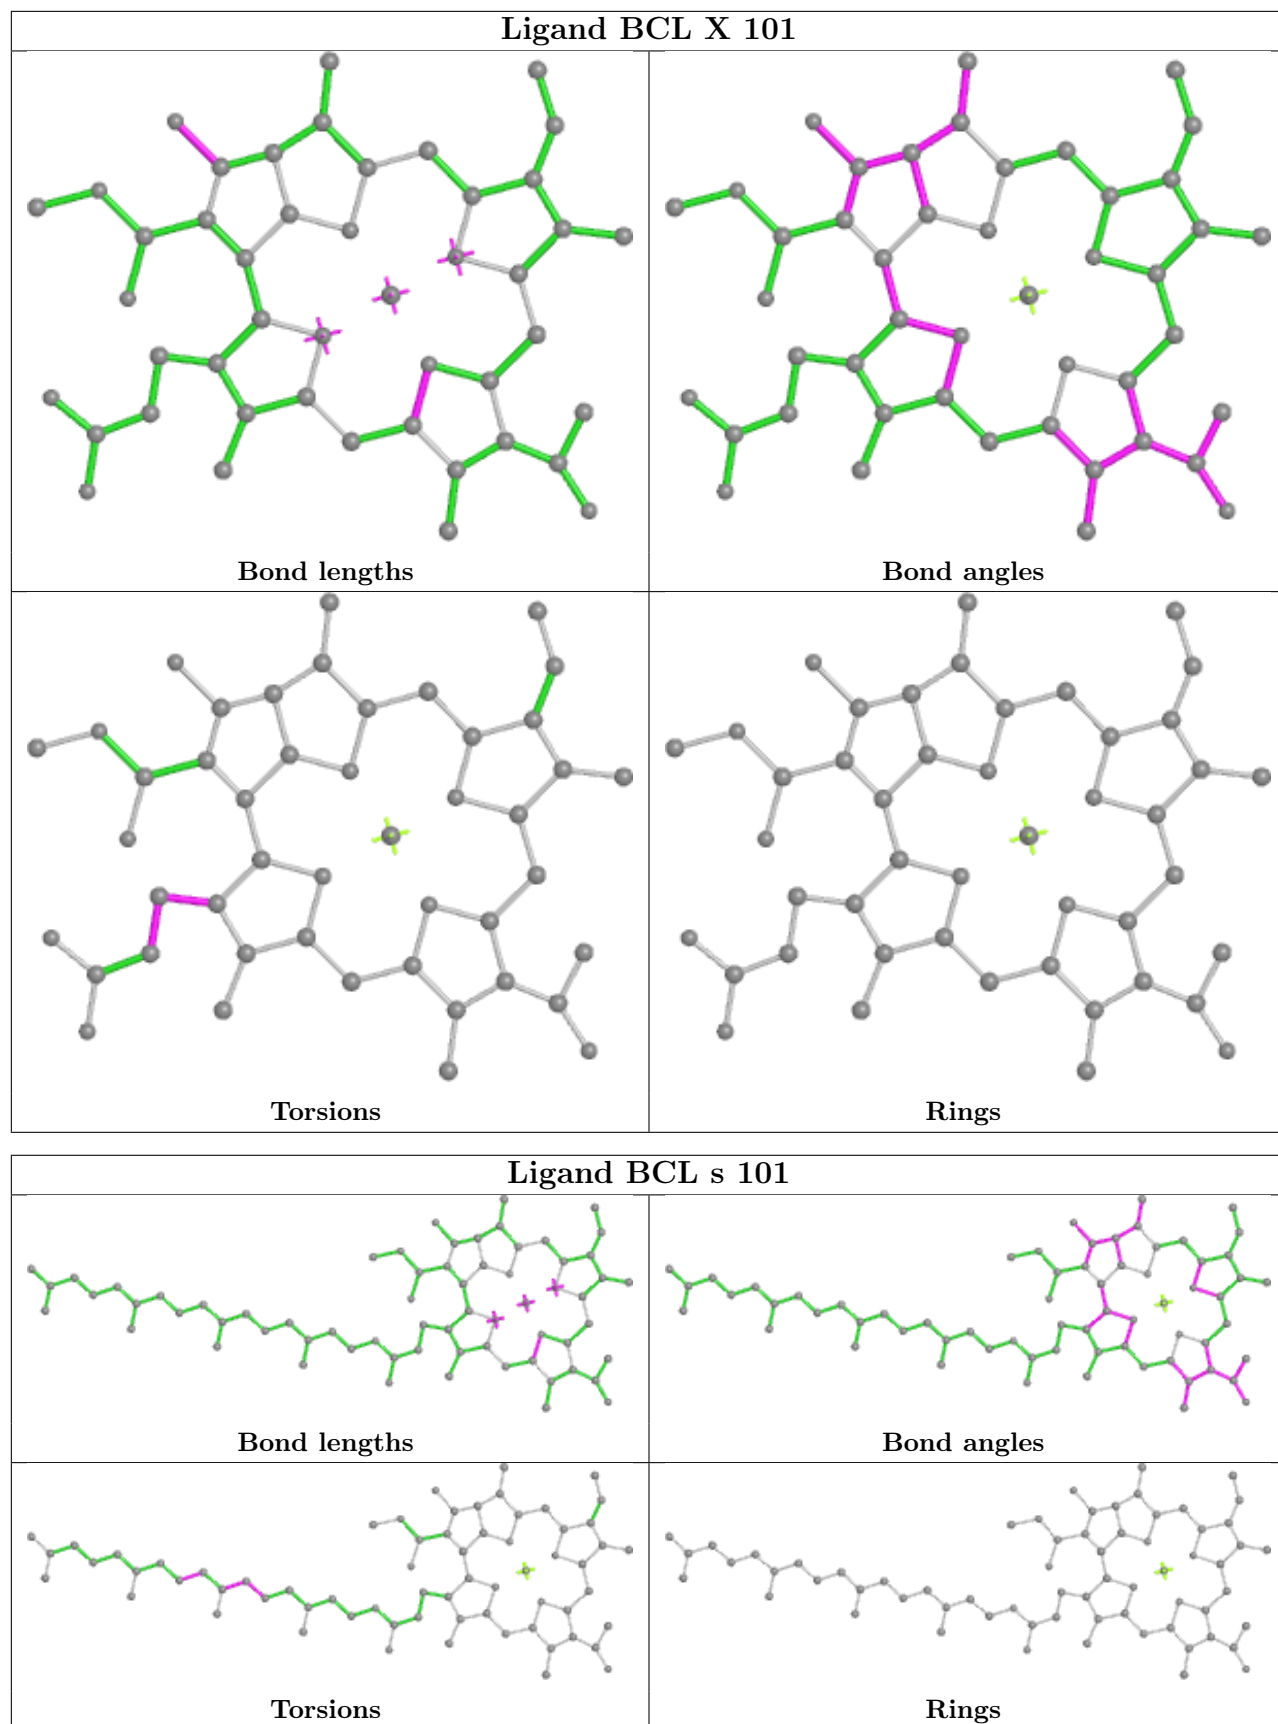 Ligand BCL X 101
Bond lengths
Bond angles
Torsions
Rings
Ligand BCL s 101
Bond lengths
Bond angles
Torsions
Rings